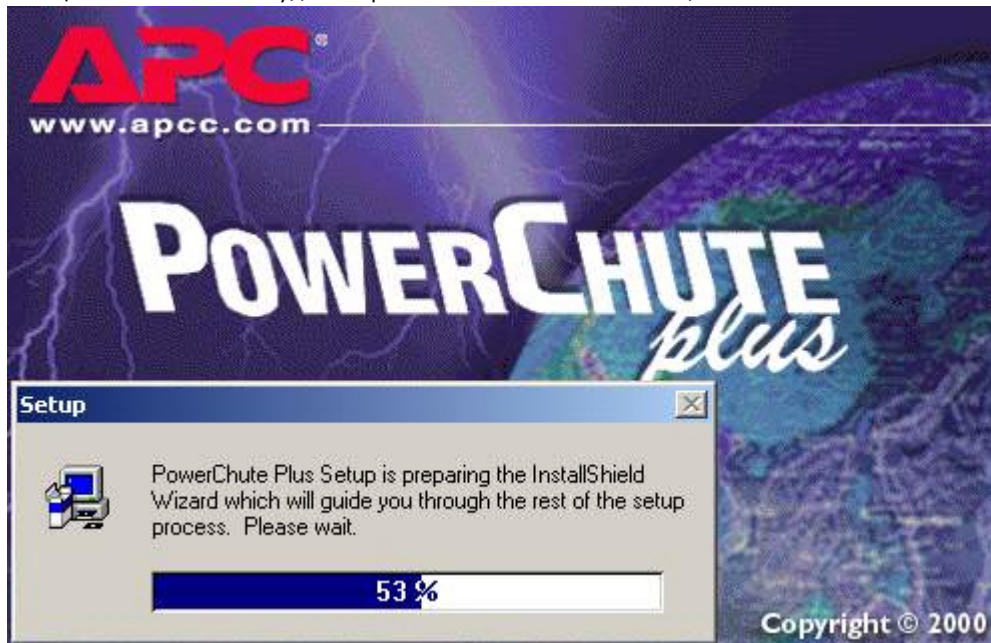 APC®
www.apcc.com
POWERCHUTE
plus
Setup
PowerChute Plus Setup is preparing the InstallShield
Wizard which will guide you through the rest of the setup
process. Please wait.
53 %
Copyright © 2000